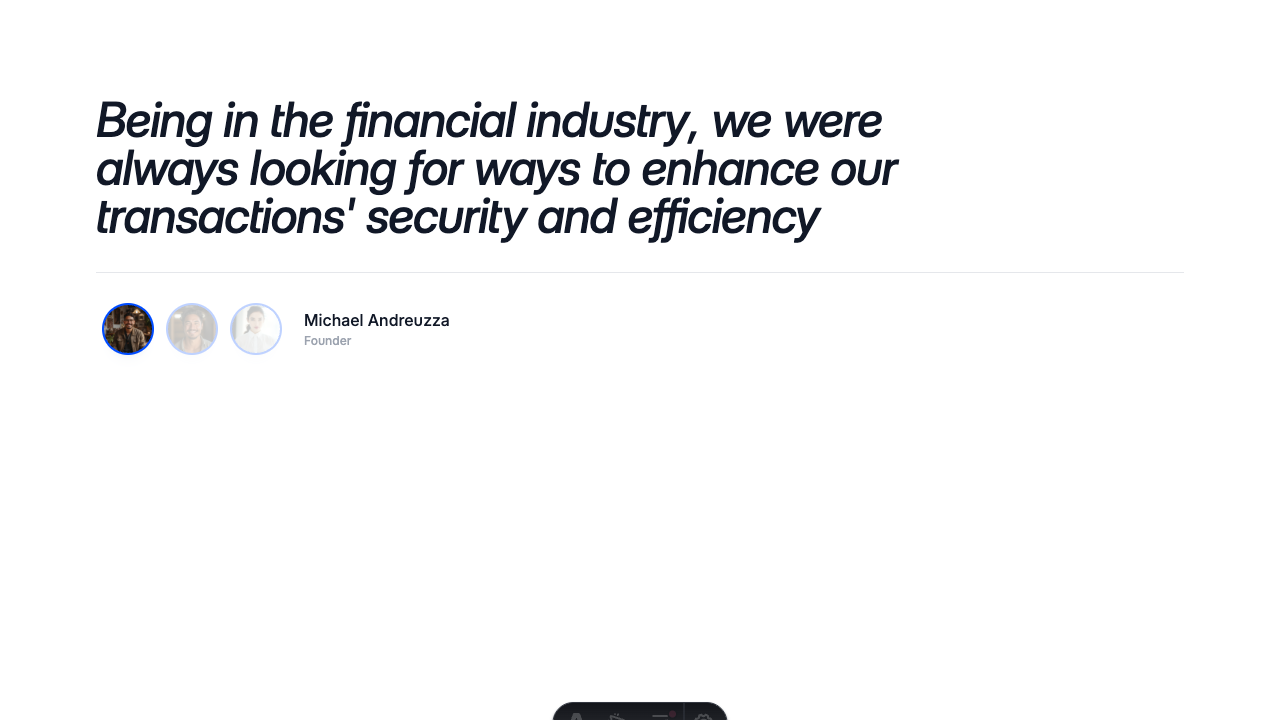 Being in the financial industry, we were
always looking for ways to enhance our
transactions' security and efficiency
Michael Andreuzza
Founder